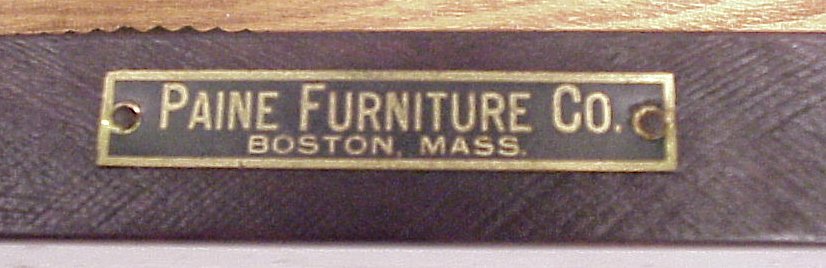 PAINE FURNITURE CO.
BOSTON, MASS.